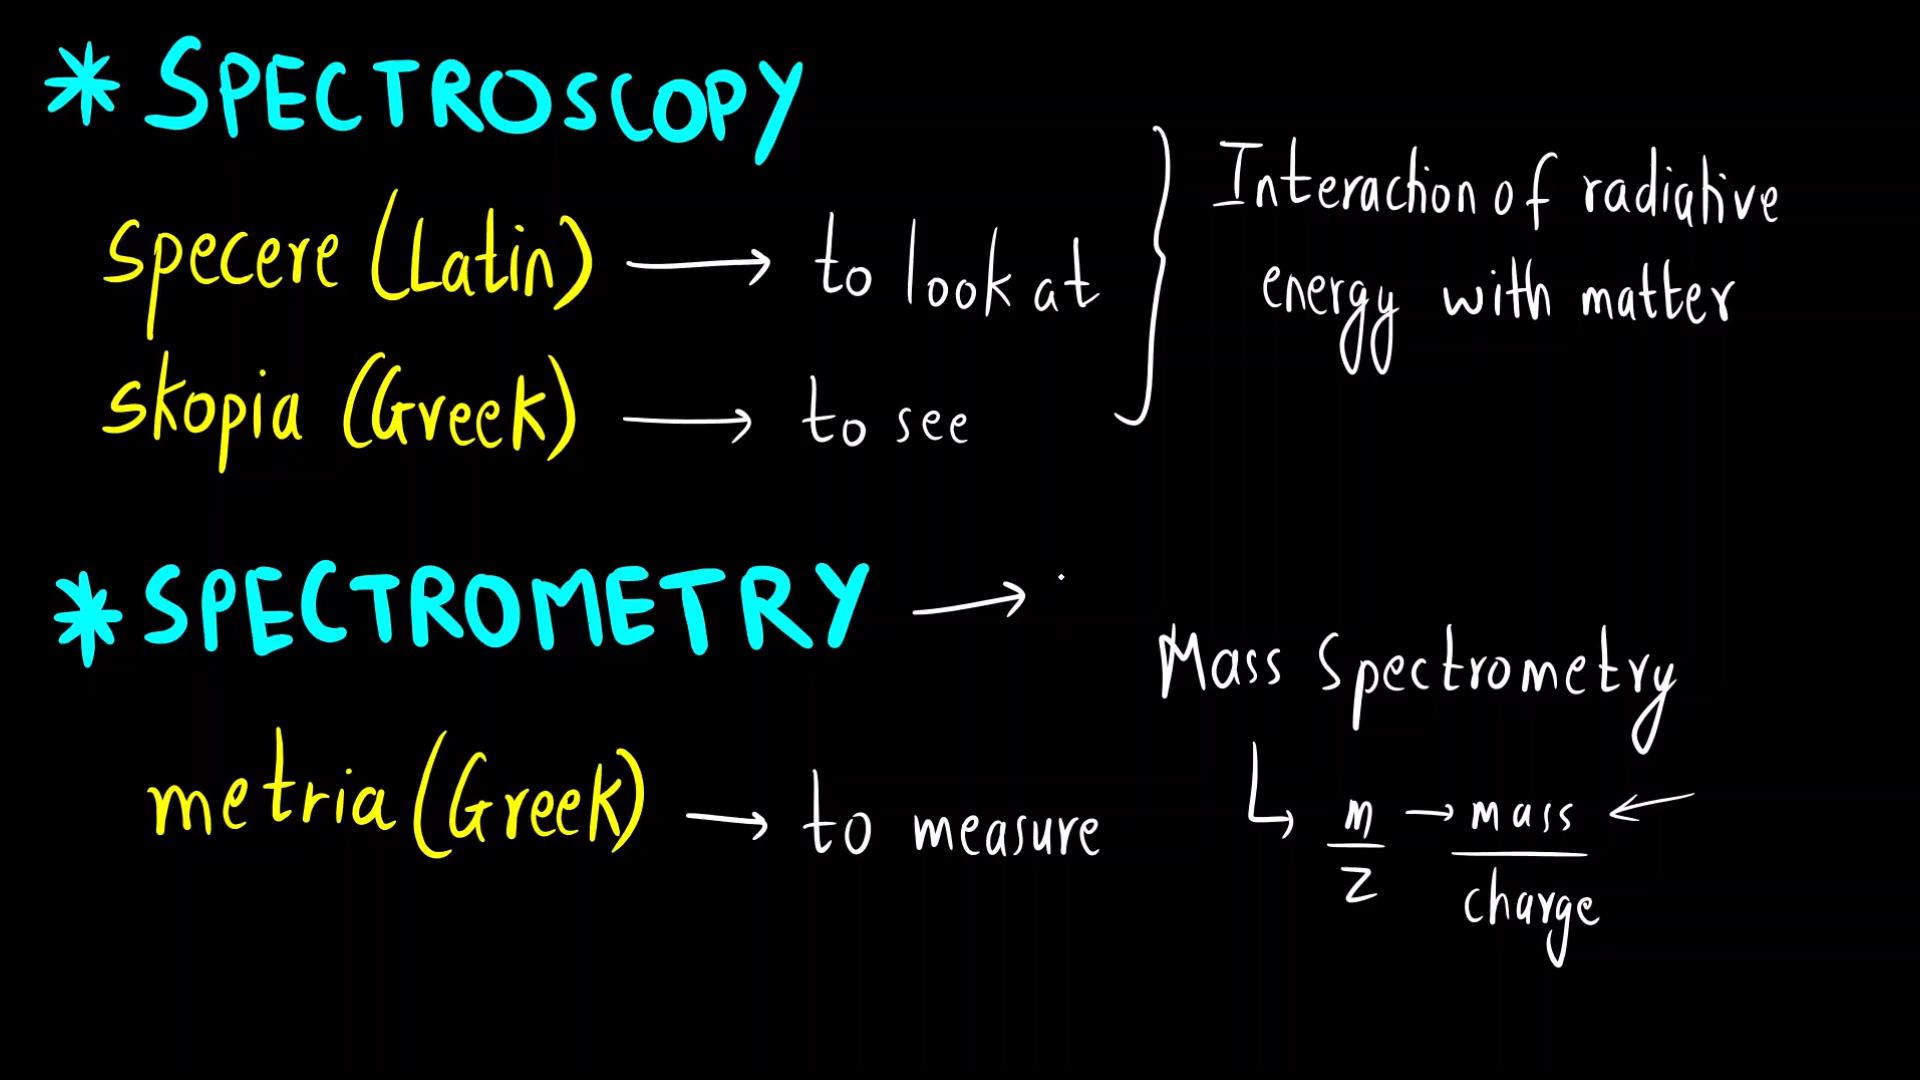 * SPECTROSCOPY
specere (Latin) → to look at
skopia (Greek) → to see
} Interaction of radiative
energy with matter
* SPECTROMETRY →
metria (Greek) → to measure
Mass Spectrometry
↳ m/z → mass/charge ←